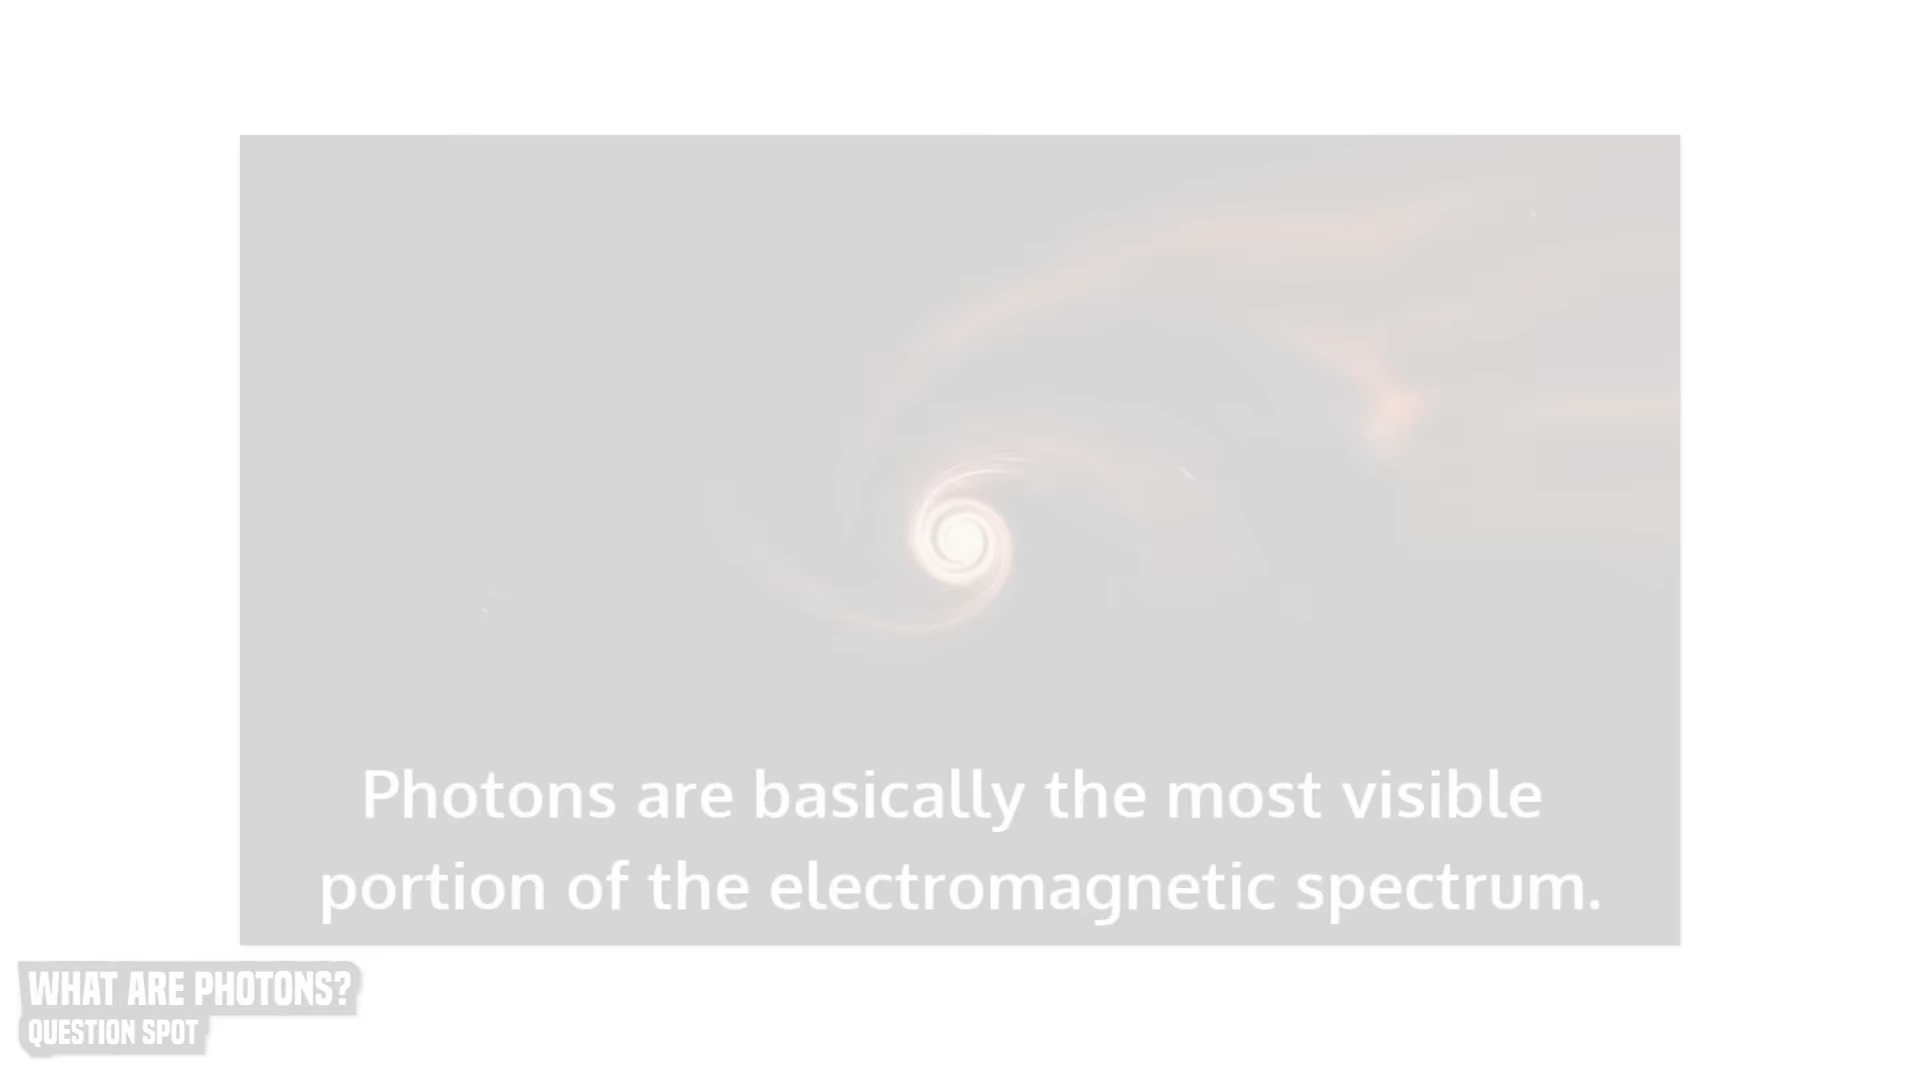 Photons are basically the most visible
portion of the electromagnetic spectrum.
WHAT ARE PHOTONS?
QUESTION SPOT